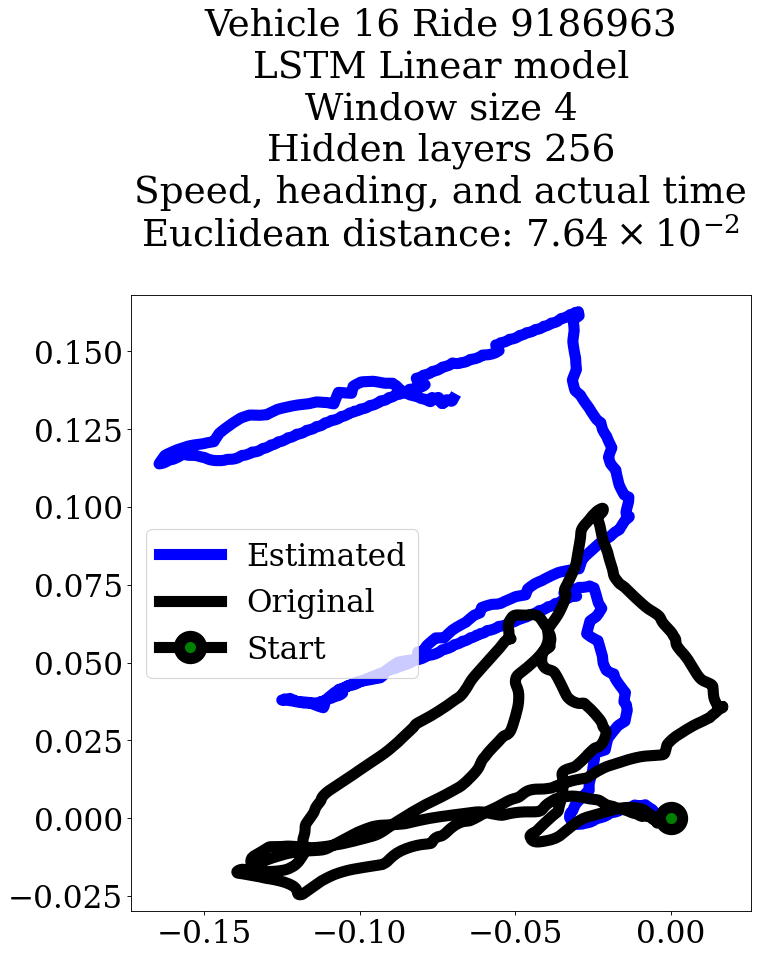 Vehicle 16 Ride 9186963
LSTM Linear model
Window size 4
Hidden layers 256
Speed, heading, and actual time
Euclidean distance: 7.64 × 10⁻²
0.150
0.125
0.100
0.075
0.050
0.025
0.000
−0.025
Estimated
Original
Start
−0.15
−0.10
−0.05
0.00